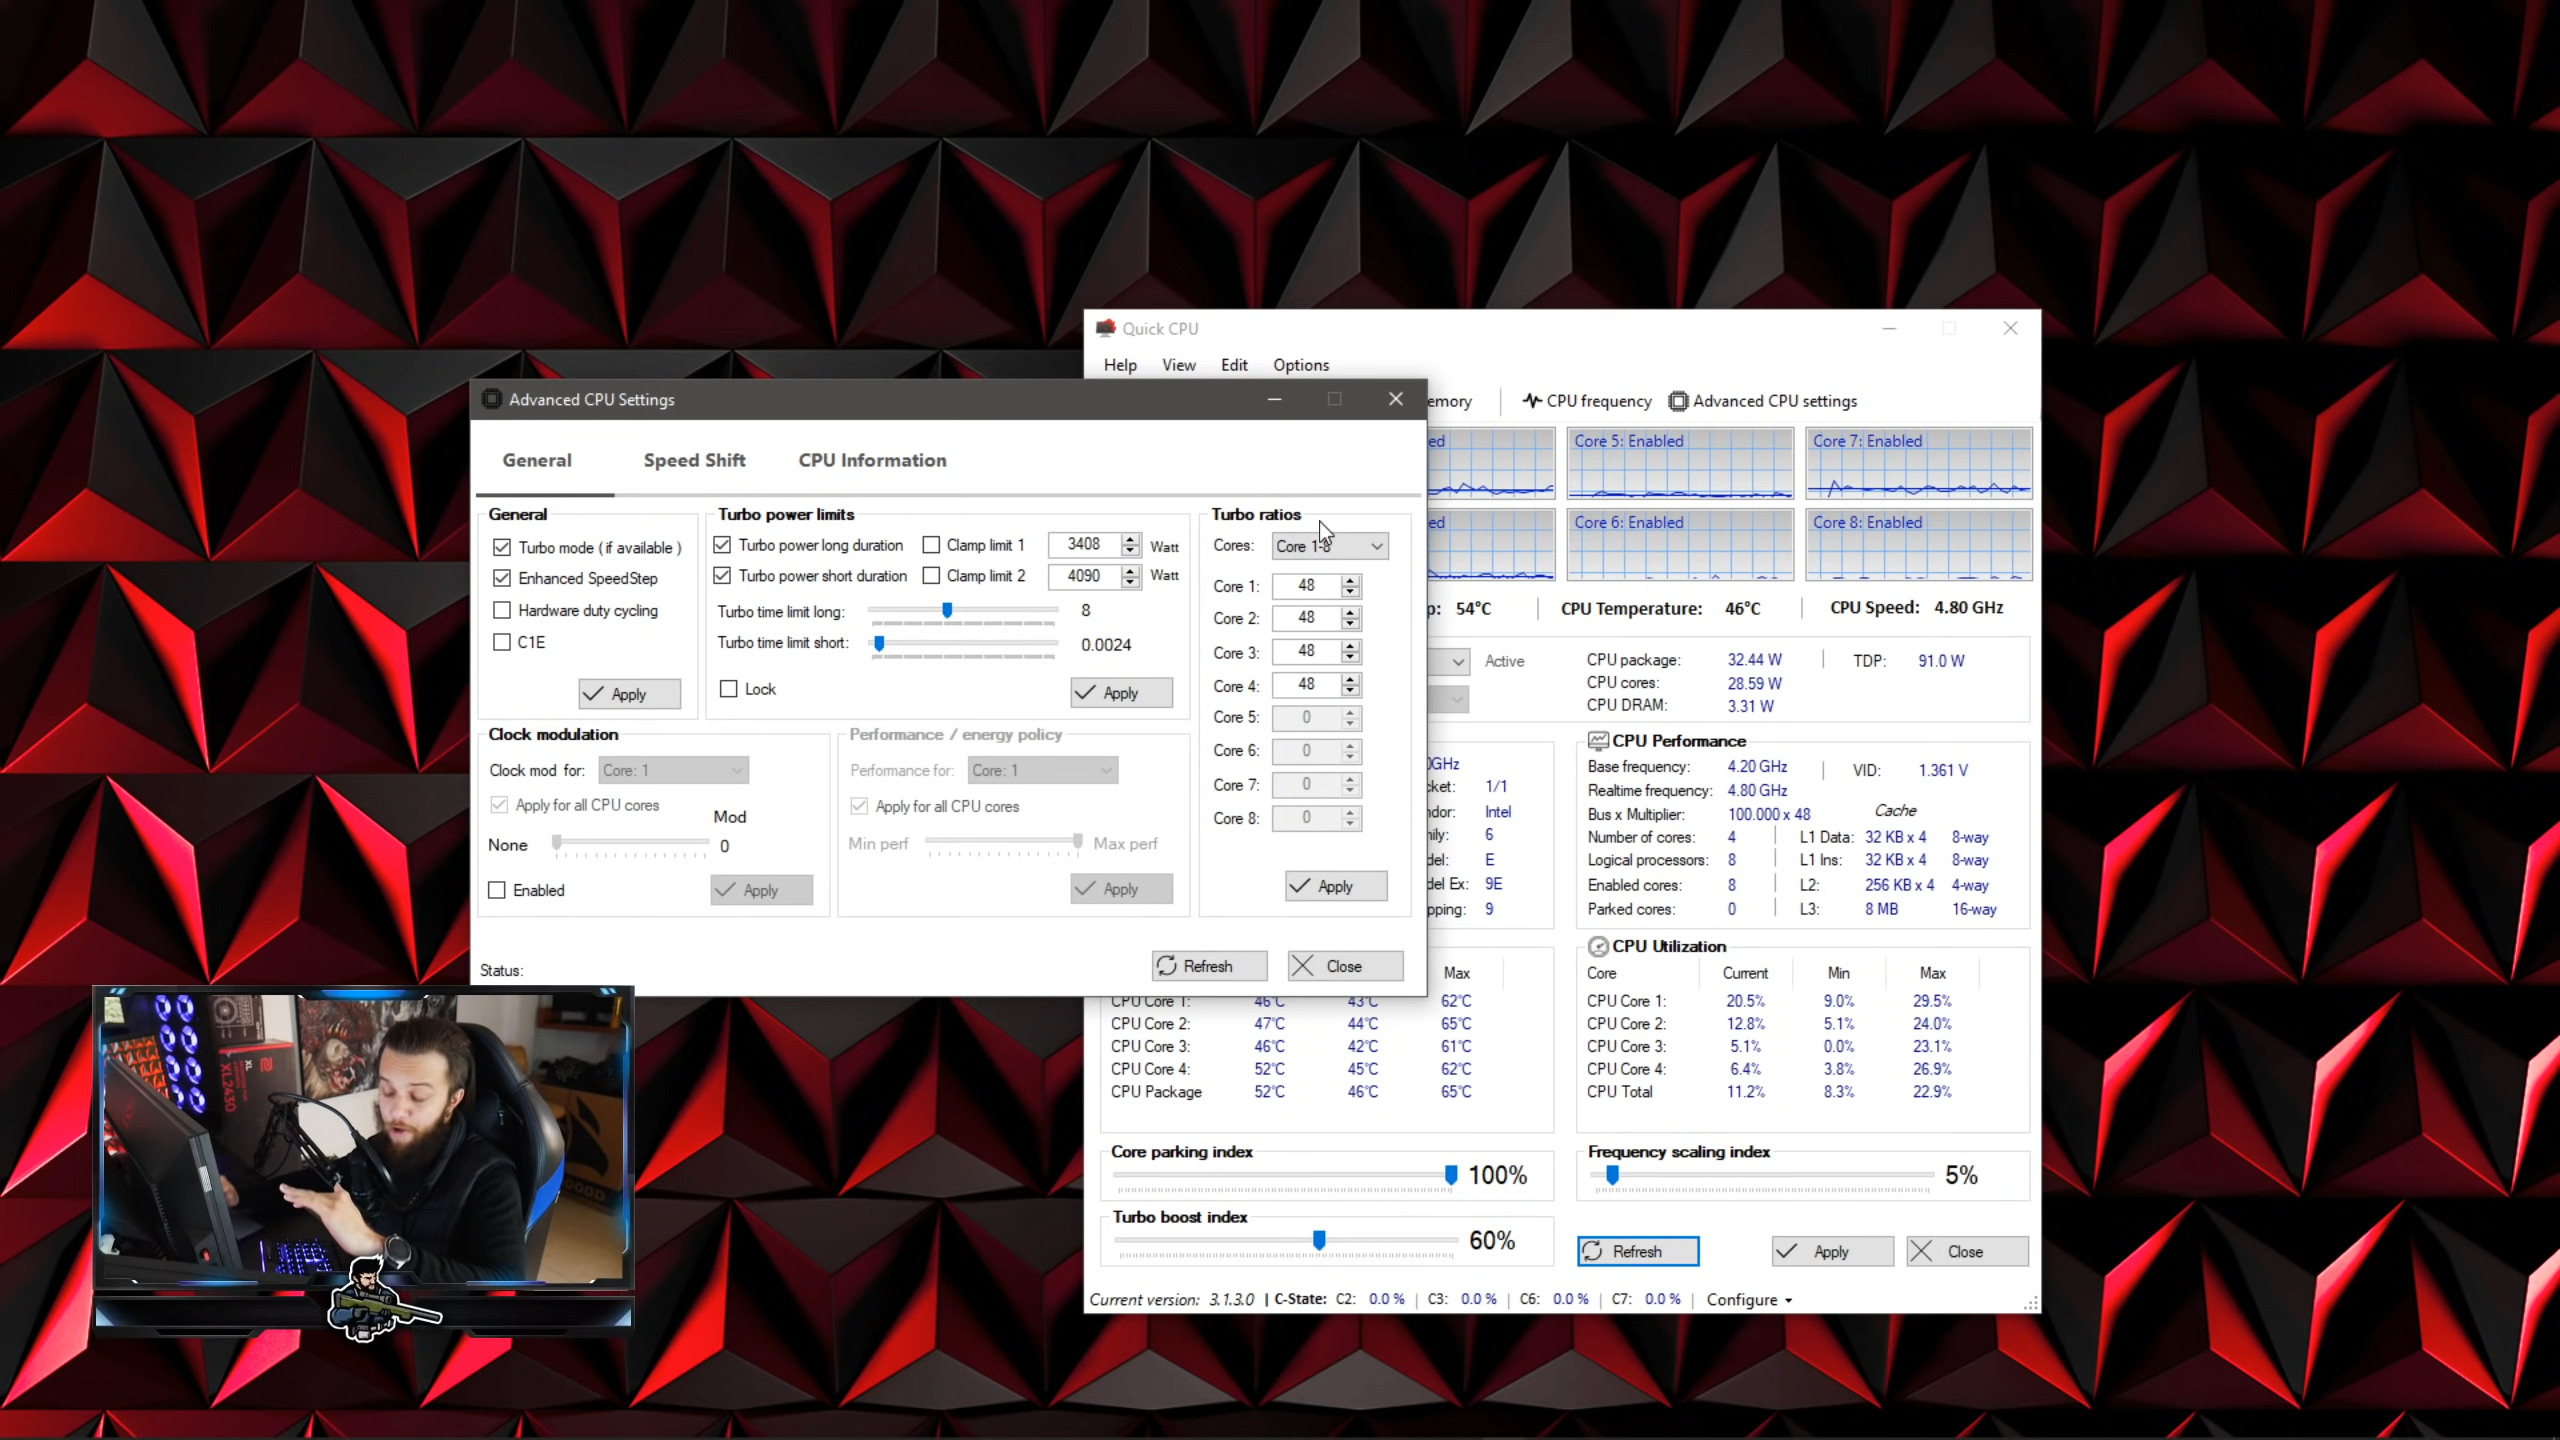 Quick CPU
Help View Edit Options
emory CPU frequency Advanced CPU settings
Advanced CPU Settings
General Speed Shift CPU Information
General
Turbo mode ( if available )
Enhanced SpeedStep
Hardware duty cycling
C1E
Apply
Turbo power limits
Turbo power long duration Clamp limit 1 3408 Watt
Turbo power short duration Clamp limit 2 4090 Watt
Turbo time limit long: 8
Turbo time limit short: 0.0024
Lock Apply
Turbo ratios
Cores: Core 1-8
Core 1: 48
Core 2: 48
Core 3: 48
Core 4: 48
Core 5: 0
Core 6: 0
Core 7: 0
Core 8: 0
Apply
Clock modulation
Clock mod for: Core: 1
Apply for all CPU cores
Mod
None 0
Enabled Apply
Performance / energy policy
Performance for: Core: 1
Apply for all CPU cores
Min perf Max perf
Apply
Status:
Refresh Close
ed Core 5: Enabled Core 7: Enabled
ed Core 6: Enabled Core 8: Enabled
p: 54°C CPU Temperature: 46°C CPU Speed: 4.80 GHz
Active
CPU package: 32.44 W TDP: 91.0 W
CPU cores: 28.59 W
CPU DRAM: 3.31 W
0GHz
ket: 1/1
dor: Intel
ily: 6
del: E
del Ex: 9E
pping: 9
CPU Performance
Base frequency: 4.20 GHz VID: 1.361 V
Realtime frequency: 4.80 GHz
Bus x Multiplier: 100.000 x 48 Cache
Number of cores: 4 L1 Data: 32 KB x 4 8-way
Logical processors: 8 L1 Ins: 32 KB x 4 8-way
Enabled cores: 8 L2: 256 KB x 4 4-way
Parked cores: 0 L3: 8 MB 16-way
Max
CPU Core 1: 46°C 43°C 62°C
CPU Core 2: 47°C 44°C 65°C
CPU Core 3: 46°C 42°C 61°C
CPU Core 4: 52°C 45°C 62°C
CPU Package 52°C 46°C 65°C
CPU Utilization
Core Current Min Max
CPU Core 1: 20.5% 9.0% 29.5%
CPU Core 2: 12.8% 5.1% 24.0%
CPU Core 3: 5.1% 0.0% 23.1%
CPU Core 4: 6.4% 3.8% 26.9%
CPU Total 11.2% 8.3% 22.9%
Core parking index
100%
Frequency scaling index
5%
Turbo boost index
60%
Refresh Apply Close
Current version: 3.1.3.0 | C-State: C2: 0.0 % | C3: 0.0 % | C6: 0.0 % | C7: 0.0 % | Configure
XL2430